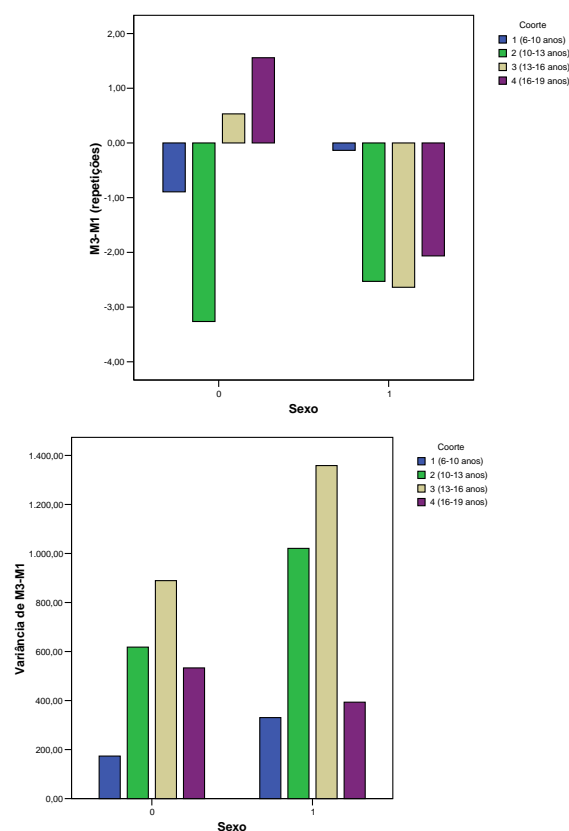 Coorte
1 (6-10 anos)
2 (10-13 anos)
3 (13-16 anos)
4 (16-19 anos)
2,00
1,00
0,00
-1,00
-2,00
-3,00
-4,00
M3-M1 (repetições)
0
1
Sexo
Coorte
1 (6-10 anos)
2 (10-13 anos)
3 (13-16 anos)
4 (16-19 anos)
1.400,00
1.200,00
1.000,00
800,00
600,00
400,00
200,00
0,00
Variância de M3-M1
0
1
Sexo